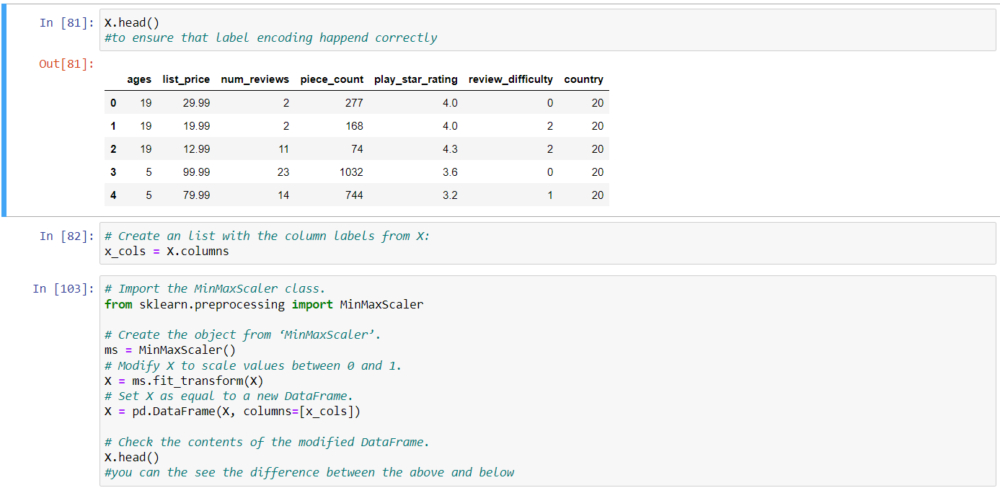 In [81]: X.head()
#to ensure that label encoding happend correctly
Out[81]:
ages list_price num_reviews piece_count play_star_rating review_difficulty country
0 19 29.99 2 277 4.0 0 20
1 19 19.99 2 168 4.0 2 20
2 19 12.99 11 74 4.3 2 20
3 5 99.99 23 1032 3.6 0 20
4 5 79.99 14 744 3.2 1 20
In [82]: # Create an list with the column labels from X:
x_cols = X.columns
In [103]: # Import the MinMaxScaler class.
from sklearn.preprocessing import MinMaxScaler
# Create the object from ‘MinMaxScaler’.
ms = MinMaxScaler()
# Modify X to scale values between 0 and 1.
X = ms.fit_transform(X)
# Set X as equal to a new DataFrame.
X = pd.DataFrame(X, columns=[x_cols])
# Check the contents of the modified DataFrame.
X.head()
#you can the see the difference between the above and below